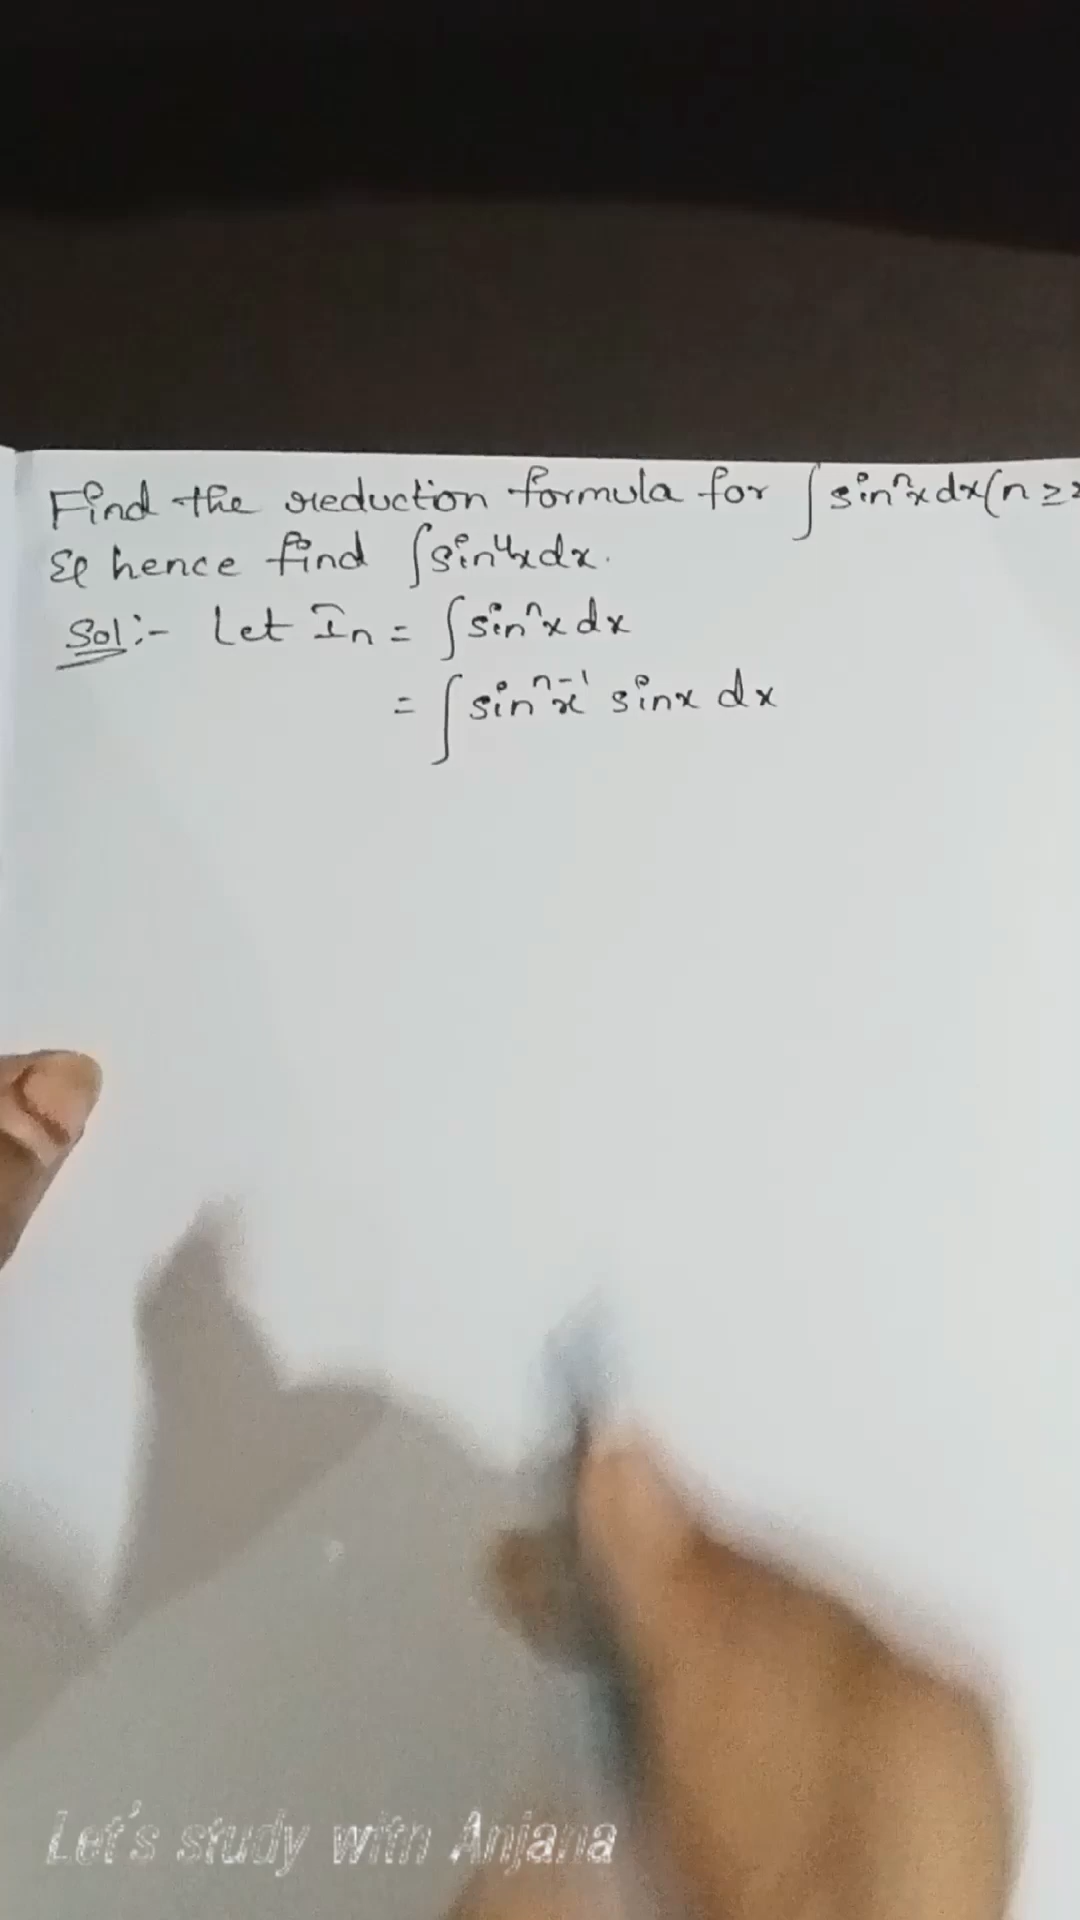 Find the reduction formula for ∫sinⁿx dx (n ≥ 2
& hence find ∫sin⁴x dx.
Sol:- Let Iₙ = ∫sinⁿx dx
= ∫sinⁿ⁻¹x sinx dx
Let's study with Anjana